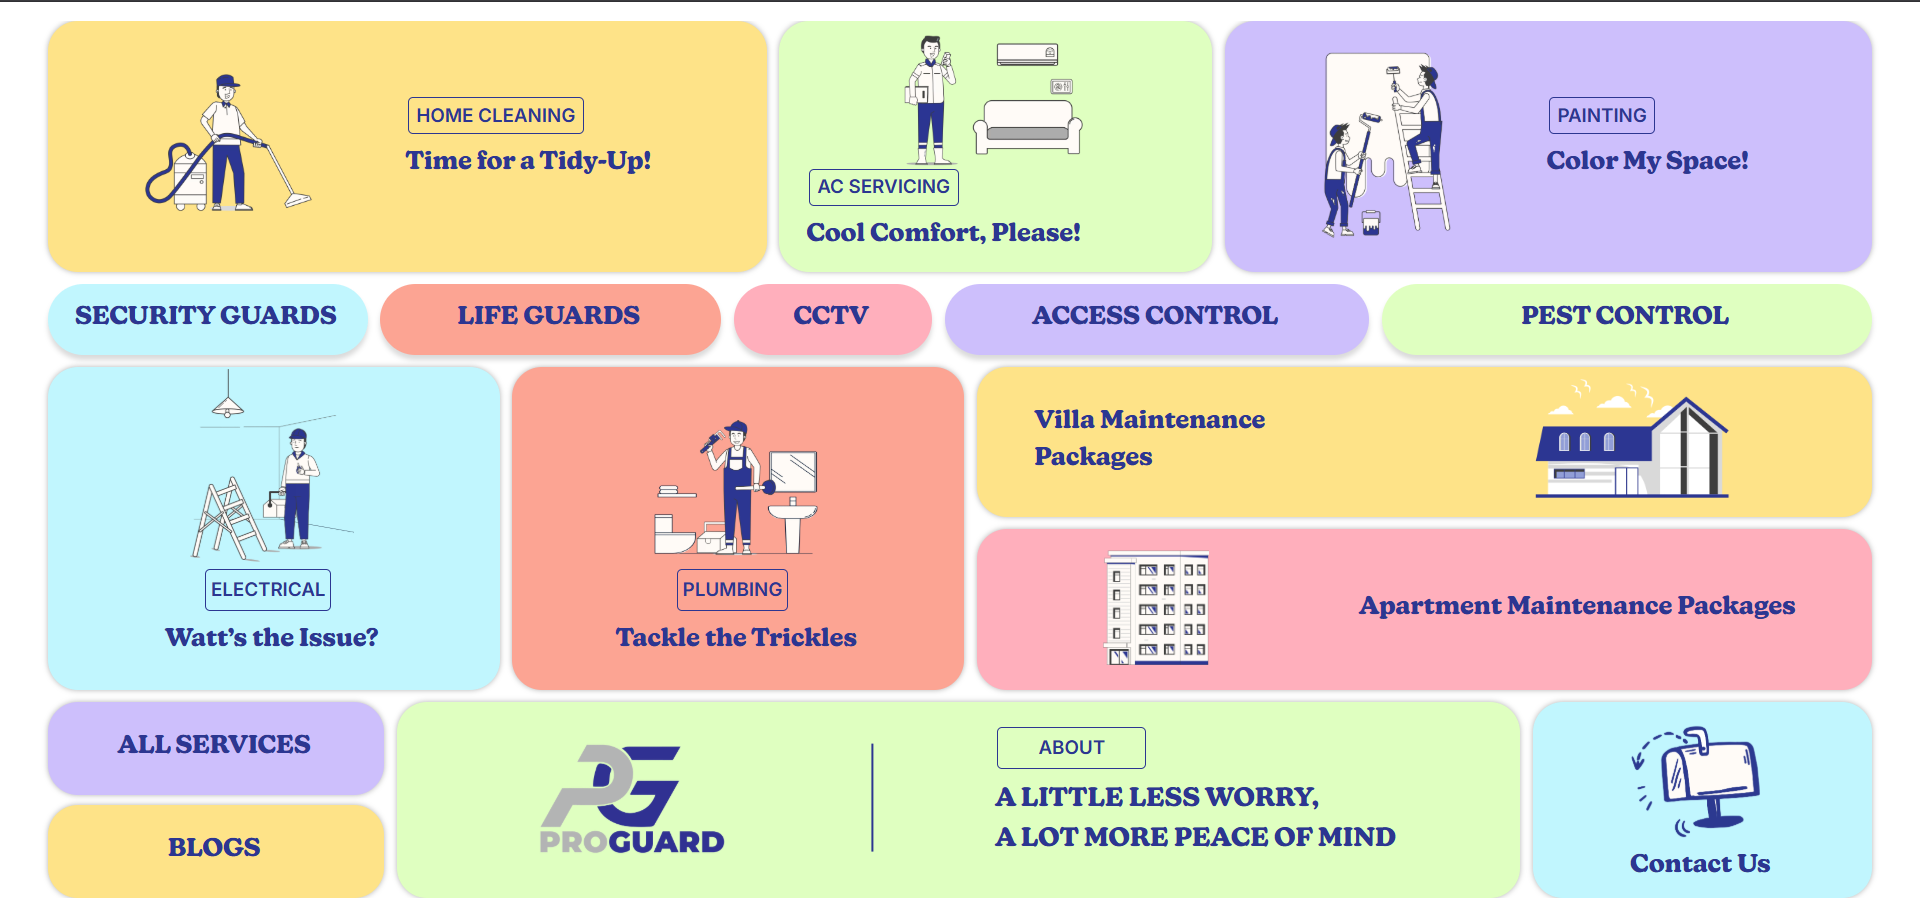 HOME CLEANING
Time for a Tidy-Up!
AC SERVICING
Cool Comfort, Please!
PAINTING
Color My Space!
SECURITY GUARDS
LIFE GUARDS
CCTV
ACCESS CONTROL
PEST CONTROL
ELECTRICAL
Watt’s the Issue?
PLUMBING
Tackle the Trickles
Villa Maintenance
Packages
Apartment Maintenance Packages
ALL SERVICES
BLOGS
PG
PROGUARD
ABOUT
A LITTLE LESS WORRY,
A LOT MORE PEACE OF MIND
Contact Us